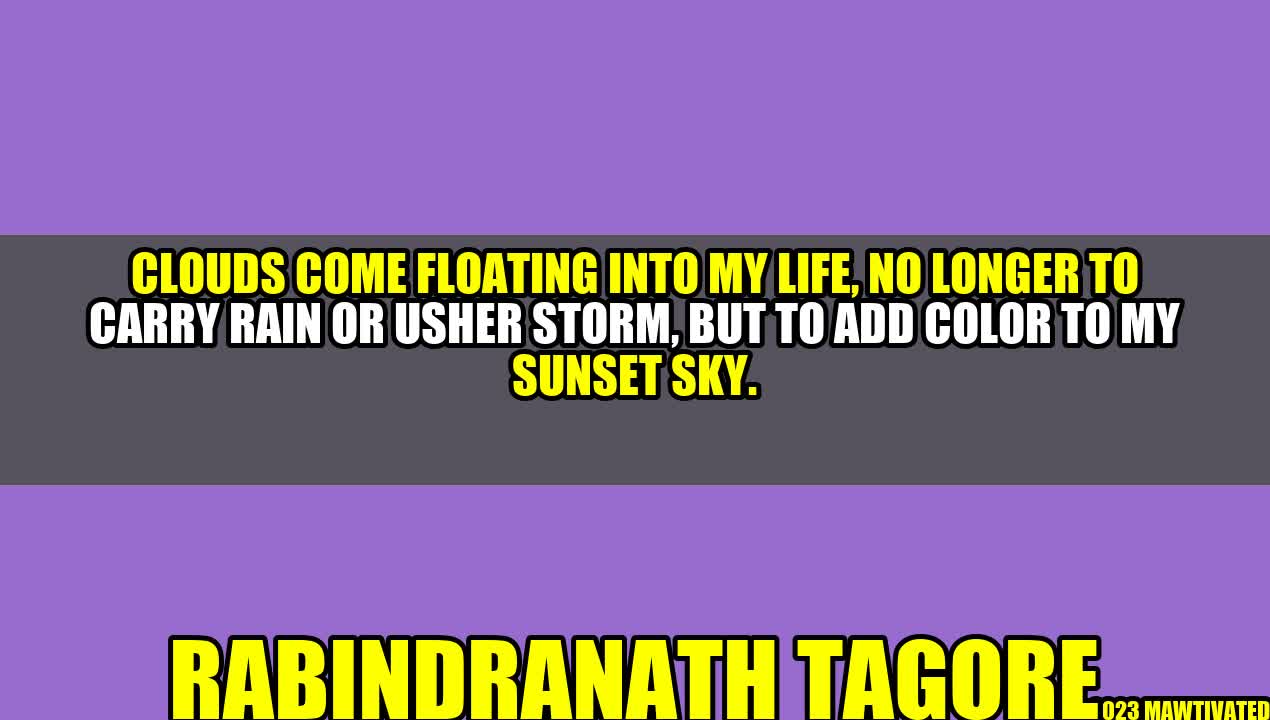 CLOUDS COME FLOATING INTO MY LIFE, NO LONGER TO
CARRY RAIN OR USHER STORM, BUT TO ADD COLOR TO MY
SUNSET SKY.
RABINDRANATH TAGORE
023 MAWTIVATED